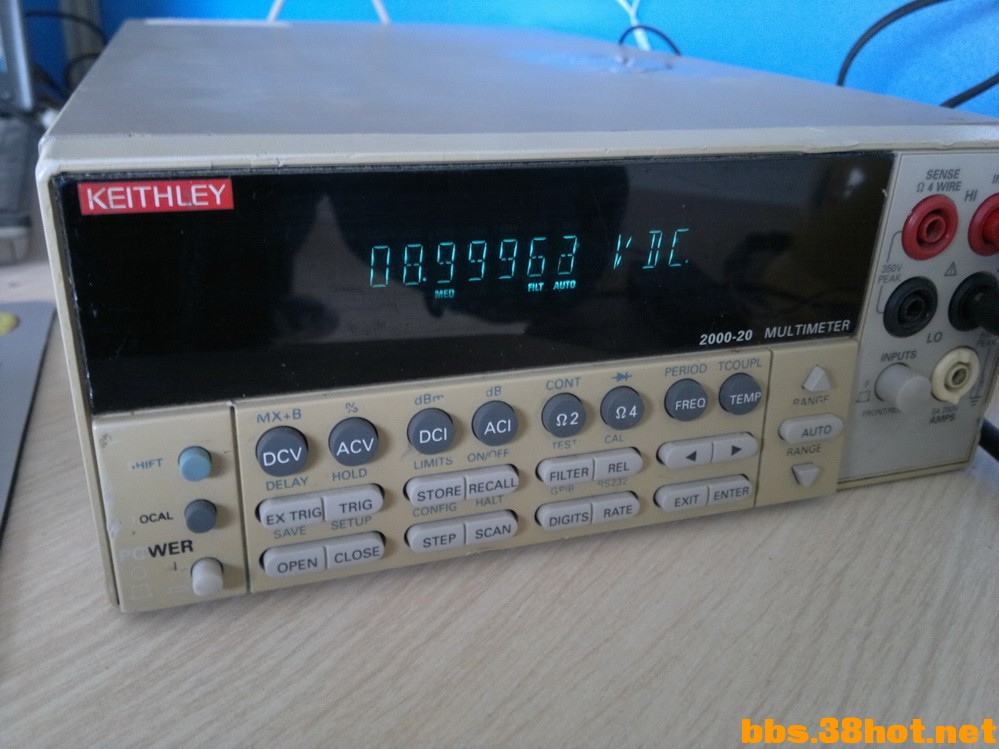 KEITHLEY
08.99963 VDC
MED FILT AUTO
2000-20 MULTIMETER
SENSE
Ω 4 WIRE
HI
350V
PEAK
LO
INPUTS
AMPS
MX+B % dBm dB CONT PERIOD TCOUPL
DCV ACV DCI ACI Ω2 Ω4 FREQ TEMP
DELAY HOLD LIMITS ON/OFF TEST CAL
EX TRIG TRIG STORE RECALL FILTER REL
SAVE SETUP CONFIG HALT GPIB RS232
OPEN CLOSE STEP SCAN DIGITS RATE EXIT ENTER
RANGE
AUTO
RANGE
HIFT
OCAL
POWER
bbs.38hot.net